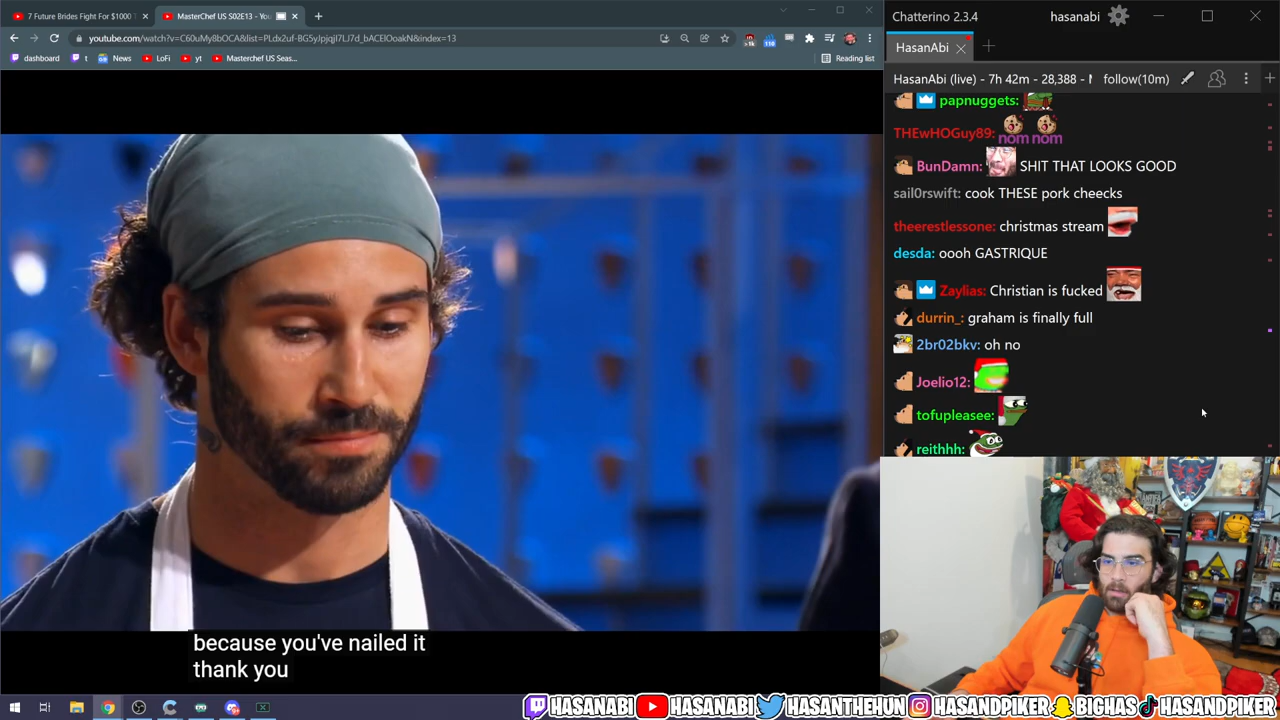 7 Future Brides Fight For $1000
MasterChef US S02E13 - You
youtube.com/watch?v=C60uMy8bOCA&list=PLdx2uf-BG5yJpjqjl7LJ7d_bACEIOoakN&index=13
dashboard
t
News
LoFi
yt
Masterchef US Seas...
Reading list
because you've nailed it
thank you
Chatterino 2.3.4
hasanabi
HasanAbi
HasanAbi (live) - 7h 42m - 28,388 -
follow(10m)
papnuggets:
THEwHOGuy89: nom nom
BunDamn: SHIT THAT LOOKS GOOD
sail0rswift: cook THESE pork cheecks
theerestlessone: christmas stream
desda: oooh GASTRIQUE
Zaylias: Christian is fucked
durrin_: graham is finally full
2br02bkv: oh no
Joelio12:
tofupleasee:
reithhh:
HASANABI HASANABI HASANTHEHUN HASANDPIKER BIGHAS HASANDPIKER